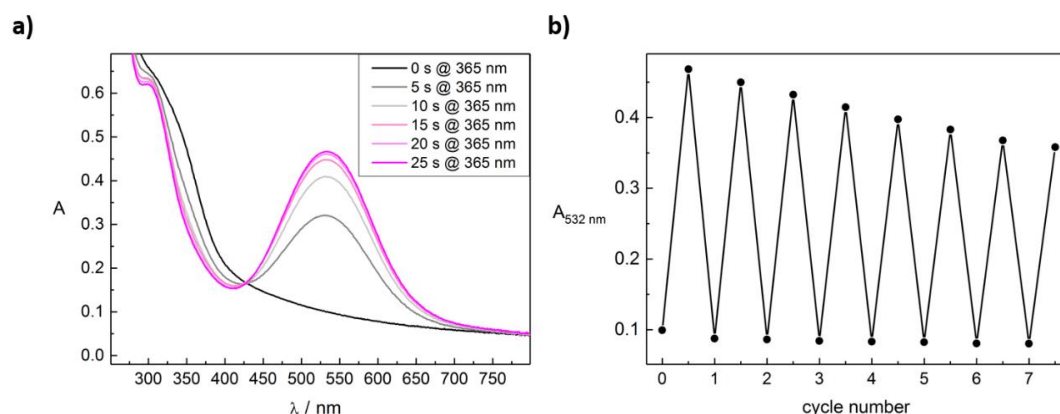 a)
0 s @ 365 nm
5 s @ 365 nm
10 s @ 365 nm
15 s @ 365 nm
20 s @ 365 nm
25 s @ 365 nm
A
0.6
0.5
0.4
0.3
0.2
0.1
0.0
300 350 400 450 500 550 600 650 700 750
λ / nm
b)
A532 nm
0.4
0.3
0.2
0.1
0 1 2 3 4 5 6 7
cycle number